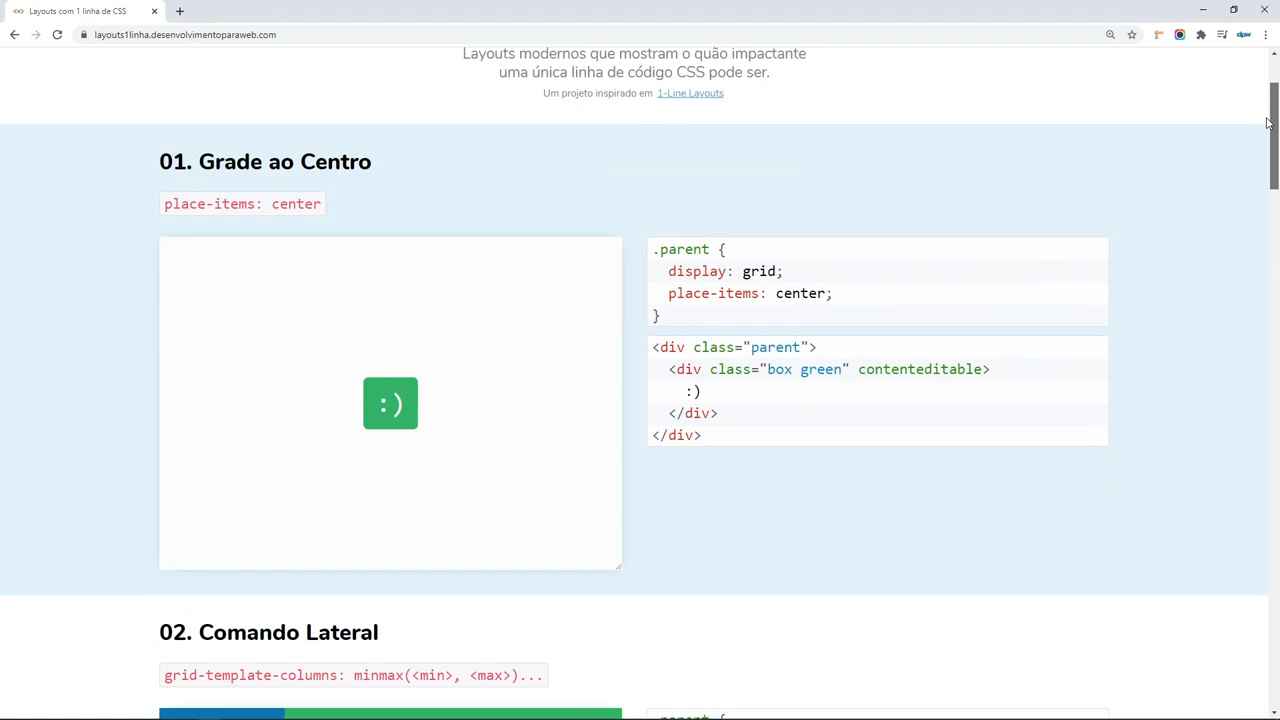 Layouts com 1 linha de CSS
layouts1linha.desenvolvimentoparaweb.com
dpw
Layouts modernos que mostram o quão impactante
uma única linha de código CSS pode ser.
Um projeto inspirado em 1-Line Layouts
01. Grade ao Centro
place-items: center
:)
.parent {
display: grid;
place-items: center;
}
<div class="parent">
<div class="box green" contenteditable>
:)
</div>
</div>
02. Comando Lateral
grid-template-columns: minmax(<min>, <max>)...
.parent {